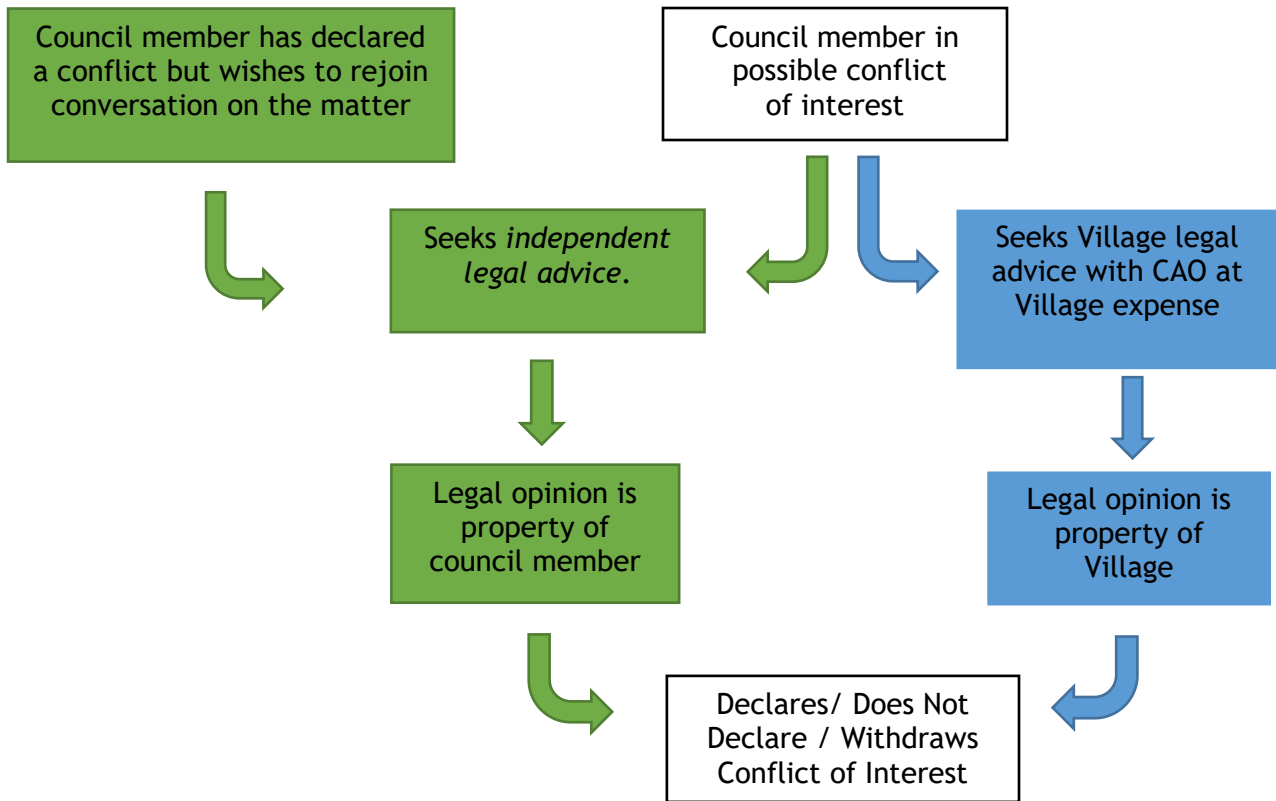 Council member has declared
a conflict but wishes to rejoin
conversation on the matter
Council member in
possible conflict
of interest
Seeks independent
legal advice.
Seeks Village legal
advice with CAO at
Village expense
Legal opinion is
property of
council member
Legal opinion is
property of
Village
Declares/ Does Not
Declare / Withdraws
Conflict of Interest